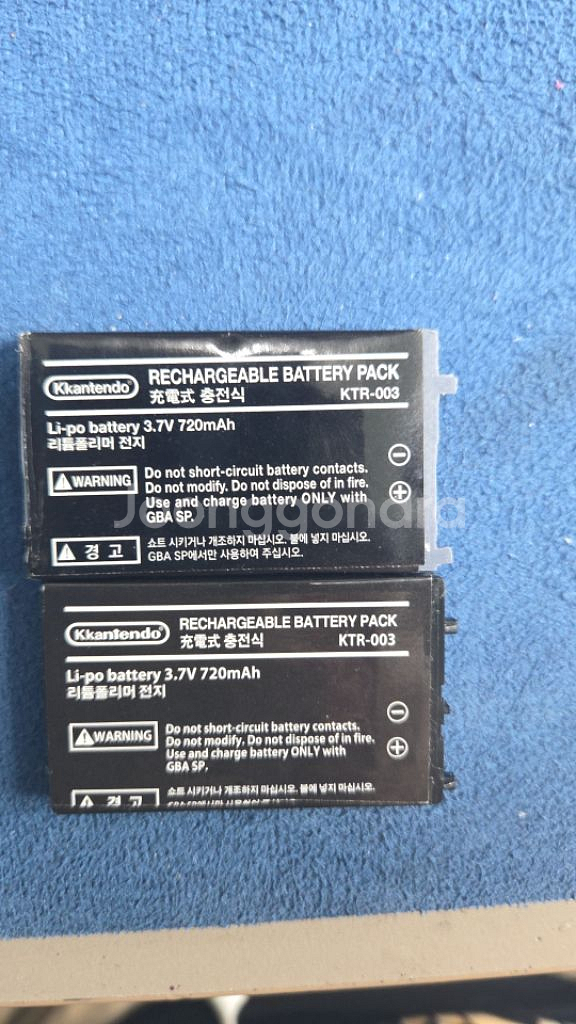 Kkantendo
RECHARGEABLE BATTERY PACK
充電式 충전식
KTR-003
Li-po battery 3.7V 720mAh
리튬폴리머 전지
WARNING
Do not short-circuit battery contacts.
Do not modify. Do not dispose of in fire.
Use and charge battery ONLY with
GBA SP.
경 고
쇼트 시키거나 개조하지 마십시오. 불에 넣지 마십시오.
GBA SP에서만 사용하여 주십시오.
Joonggonara
Kkantendo
RECHARGEABLE BATTERY PACK
充電式 충전식
KTR-003
Li-po battery 3.7V 720mAh
리튬폴리머 전지
WARNING
Do not short-circuit battery contacts.
Do not modify. Do not dispose of in fire.
Use and charge battery ONLY with
GBA SP.
경 고
쇼트 시키거나 개조하지 마십시오. 불에 넣지 마십시오.